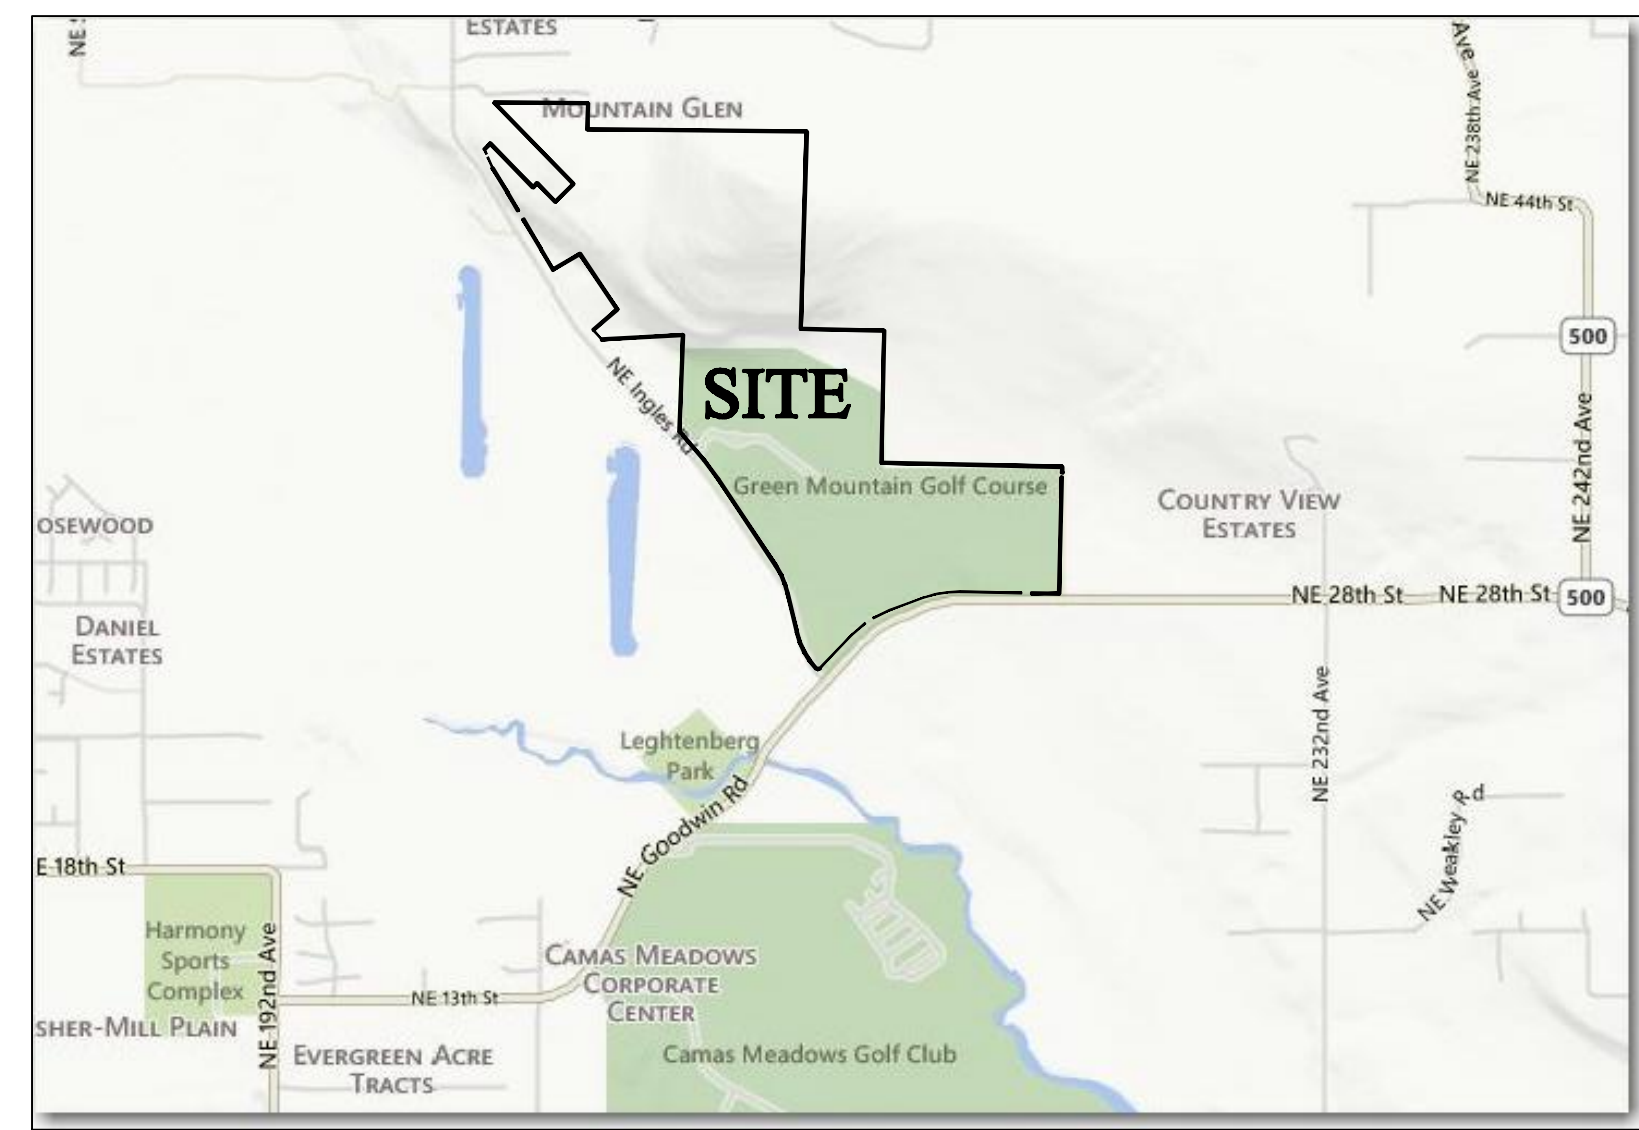 ESTATES
MOUNTAIN GLEN
Ave
NE 238th Ave
NE 44th St
500
SITE
NE Ingles Rd
Green Mountain Golf Course
COUNTRY VIEW
ESTATES
NE 242nd Ave
OSEWOOD
NE 28th St
NE 28th St
500
DANIEL
ESTATES
NE 232nd Ave
Leghtenberg
Park
NE Goodwin Rd
NE Weakley Rd
E 18th St
Harmony
Sports
Complex
NE 192nd Ave
CAMAS MEADOWS
CORPORATE
CENTER
NE 13th St
SHER-MILL PLAIN
EVERGREEN ACRE
TRACTS
Camas Meadows Golf Club